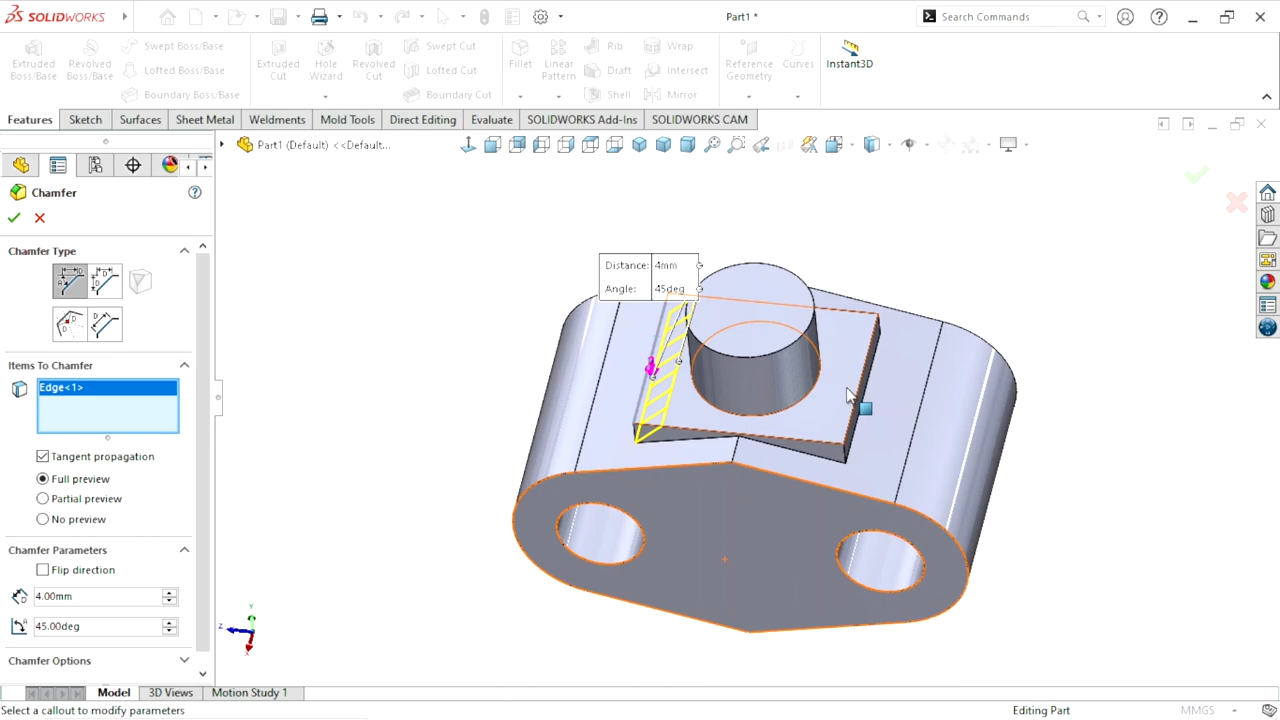 SOLIDWORKS
Part1 *
Search Commands
Extruded Boss/Base
Revolved Boss/Base
Swept Boss/Base
Lofted Boss/Base
Boundary Boss/Base
Extruded Cut
Hole Wizard
Revolved Cut
Swept Cut
Lofted Cut
Boundary Cut
Fillet
Linear Pattern
Rib
Draft
Shell
Wrap
Intersect
Mirror
Reference Geometry
Curves
Instant3D
Features
Sketch
Surfaces
Sheet Metal
Weldments
Mold Tools
Direct Editing
Evaluate
SOLIDWORKS Add-Ins
SOLIDWORKS CAM
Part1 (Default) <<Default...
Chamfer
Chamfer Type
Items To Chamfer
Edge<1>
Tangent propagation
Full preview
Partial preview
No preview
Chamfer Parameters
Flip direction
4.00mm
45.00deg
Chamfer Options
Distance: 4mm
Angle: 45deg
Y
Z
X
Model
3D Views
Motion Study 1
Select a callout to modify parameters
Editing Part
MMGS